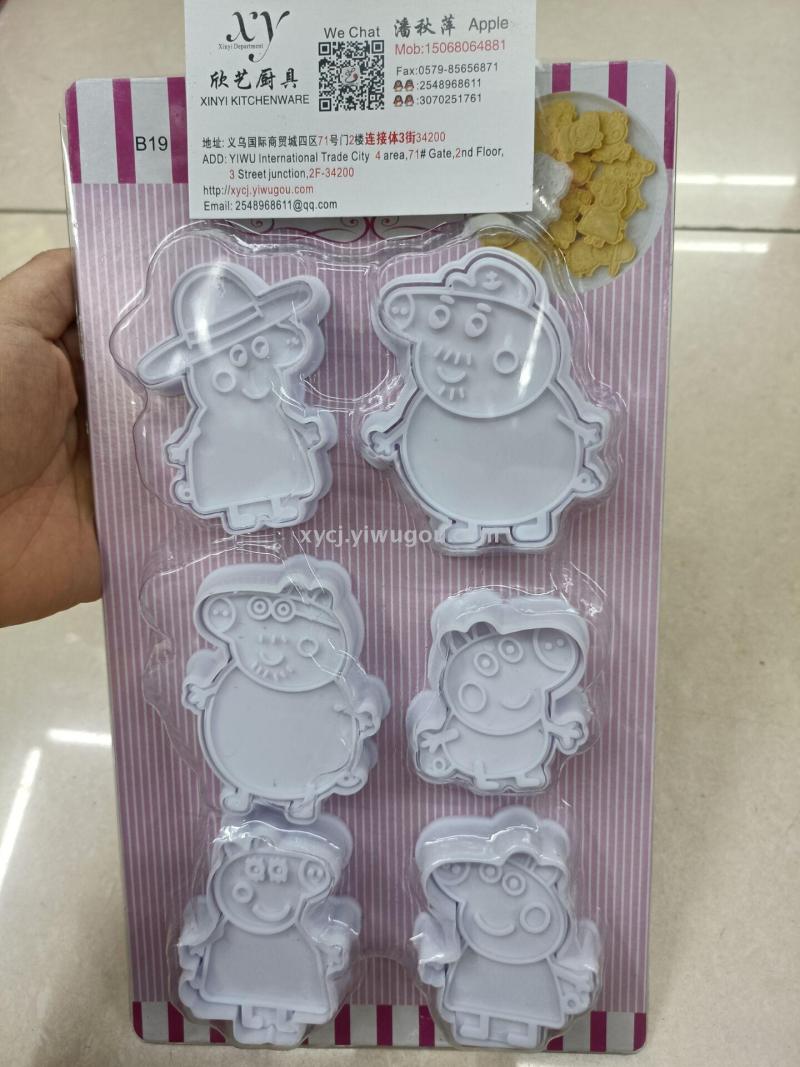 xy
Xinyi Department
欣艺厨具
XINYI KITCHENWARE
We Chat
潘秋萍 Apple
Mob:15068064881
Fax:0579-85656871
:2548968611
:3070251761
地址: 义乌国际商贸城四区71号门2楼连接体3街34200
ADD: YIWU International Trade City 4 area,71# Gate,2nd Floor,
3 Street junction,2F-34200
http://xycj.yiwugou.com
Email: 2548968611@qq.com
B19
xycj.yiwugou.com